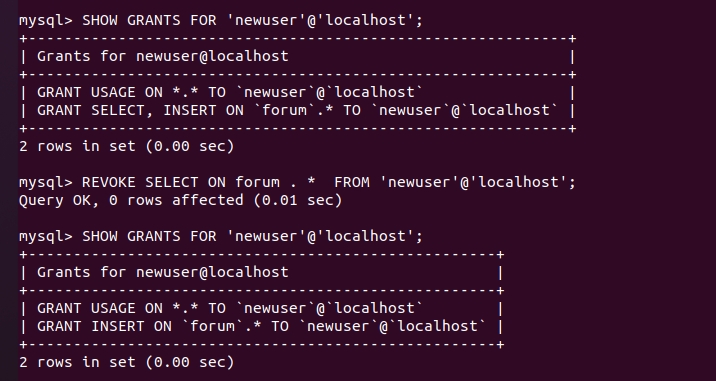 mysql> SHOW GRANTS FOR 'newuser'@'localhost';
+-------------------------------------------------------------+
| Grants for newuser@localhost                                |
+-------------------------------------------------------------+
| GRANT USAGE ON *.* TO `newuser`@`localhost`                 |
| GRANT SELECT, INSERT ON `forum`.* TO `newuser`@`localhost` |
+-------------------------------------------------------------+
2 rows in set (0.00 sec)
mysql> REVOKE SELECT ON forum . *  FROM 'newuser'@'localhost';
Query OK, 0 rows affected (0.01 sec)
mysql> SHOW GRANTS FOR 'newuser'@'localhost';
+-----------------------------------------------------+
| Grants for newuser@localhost                        |
+-----------------------------------------------------+
| GRANT USAGE ON *.* TO `newuser`@`localhost`         |
| GRANT INSERT ON `forum`.* TO `newuser`@`localhost` |
+-----------------------------------------------------+
2 rows in set (0.00 sec)